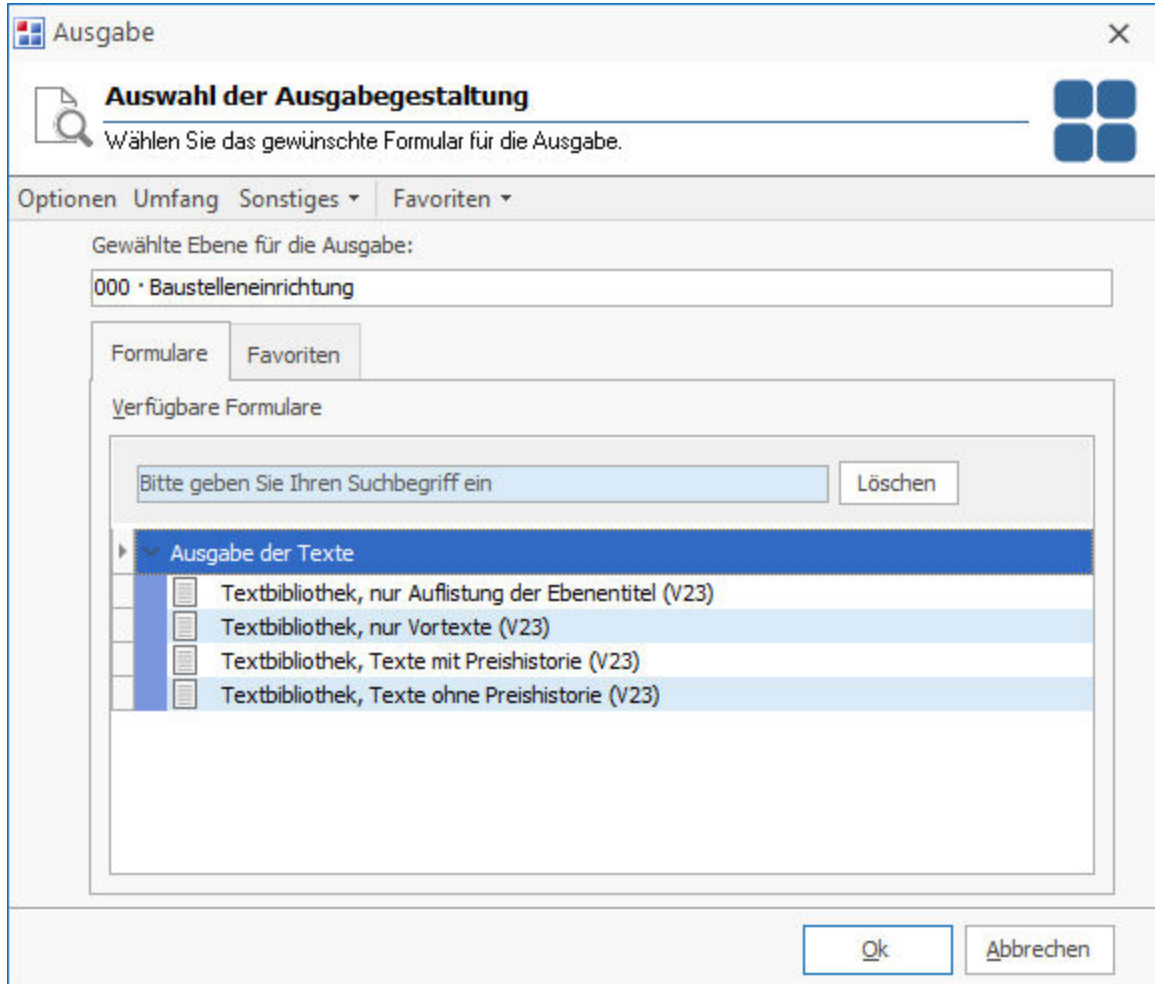 Ausgabe
Auswahl der Ausgabegestaltung
Wählen Sie das gewünschte Formular für die Ausgabe.
Optionen Umfang Sonstiges Favoriten
Gewählte Ebene für die Ausgabe:
000 · Baustelleneinrichtung
Formulare Favoriten
Verfügbare Formulare
Bitte geben Sie Ihren Suchbegriff ein Löschen
Ausgabe der Texte
Textbibliothek, nur Auflistung der Ebenentitel (V23)
Textbibliothek, nur Vortexte (V23)
Textbibliothek, Texte mit Preishistorie (V23)
Textbibliothek, Texte ohne Preishistorie (V23)
Ok Abbrechen